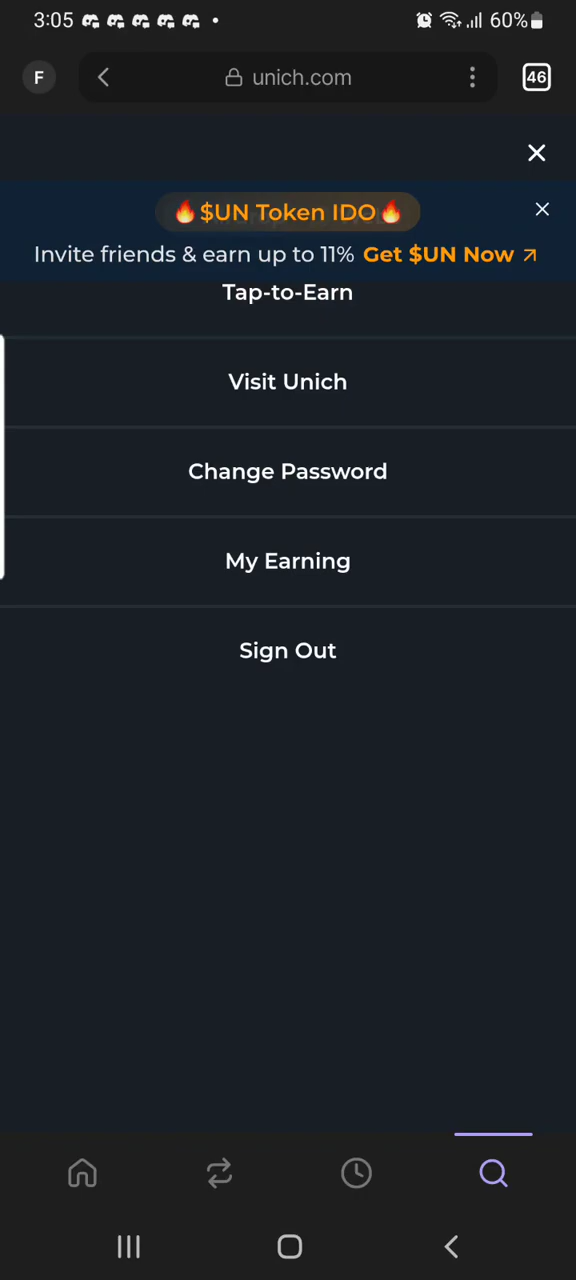 3:05
60%
F
unich.com
46
🔥$UN Token IDO🔥
Invite friends & earn up to 11% Get $UN Now ↗
Tap-to-Earn
Visit Unich
Change Password
My Earning
Sign Out